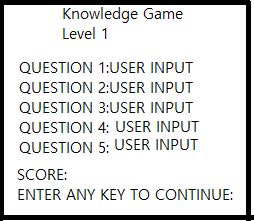 Knowledge Game
Level 1
QUESTION 1:USER INPUT
QUESTION 2:USER INPUT
QUESTION 3:USER INPUT
QUESTION 4: USER INPUT
QUESTION 5: USER INPUT
SCORE:
ENTER ANY KEY TO CONTINUE: